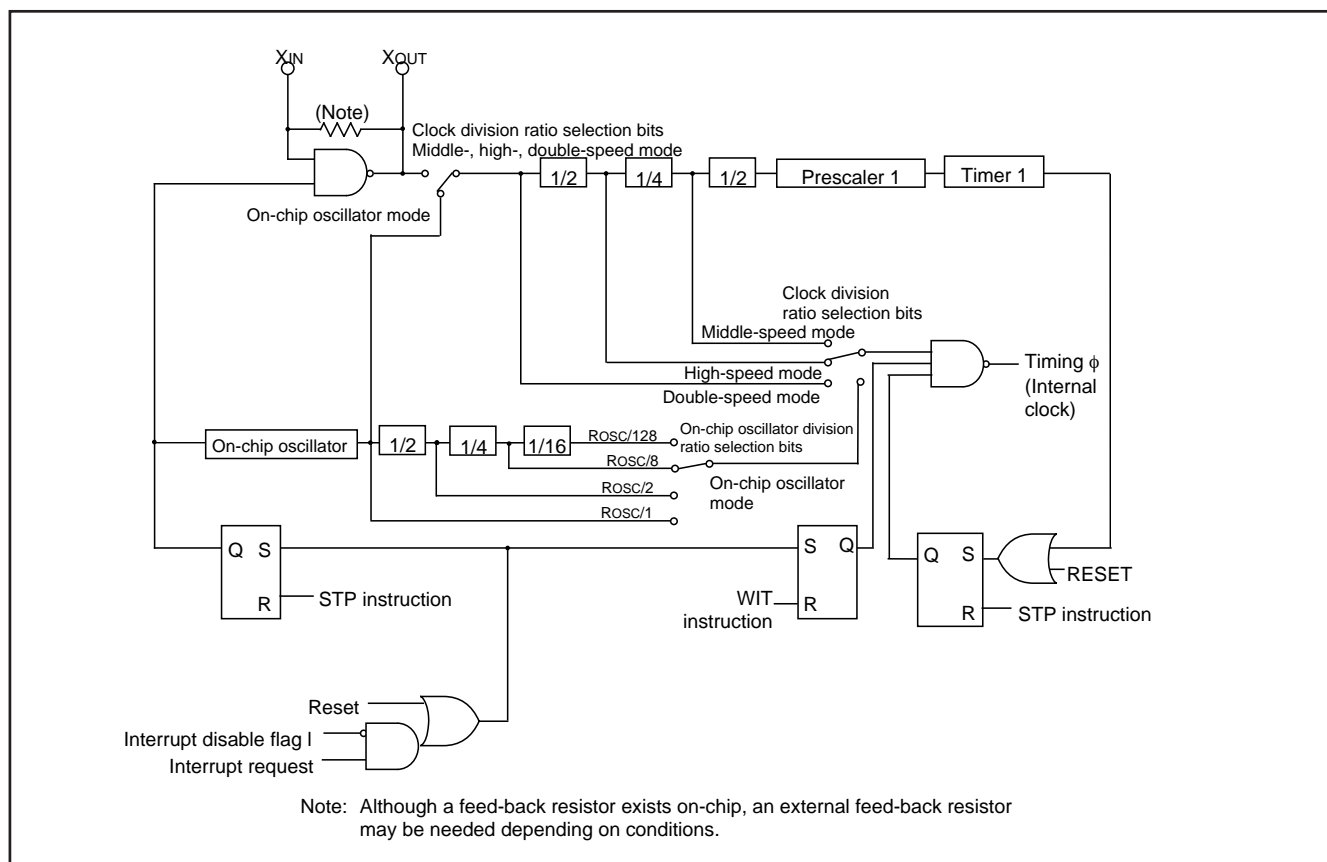 XIN
XOUT
(Note)
Clock division ratio selection bits
Middle-, high-, double-speed mode
1/2
1/4
1/2
Prescaler 1
Timer 1
On-chip oscillator mode
Clock division
ratio selection bits
Middle-speed mode
High-speed mode
Double-speed mode
Timing ϕ
(Internal
clock)
On-chip oscillator
1/2
1/4
1/16
ROSC/128
ROSC/8
ROSC/2
ROSC/1
On-chip oscillator division
ratio selection bits
On-chip oscillator
mode
Q S
R
STP instruction
S Q
R
WIT
instruction
Q S
R
RESET
STP instruction
Reset
Interrupt disable flag I
Interrupt request
Note: Although a feed-back resistor exists on-chip, an external feed-back resistor
may be needed depending on conditions.